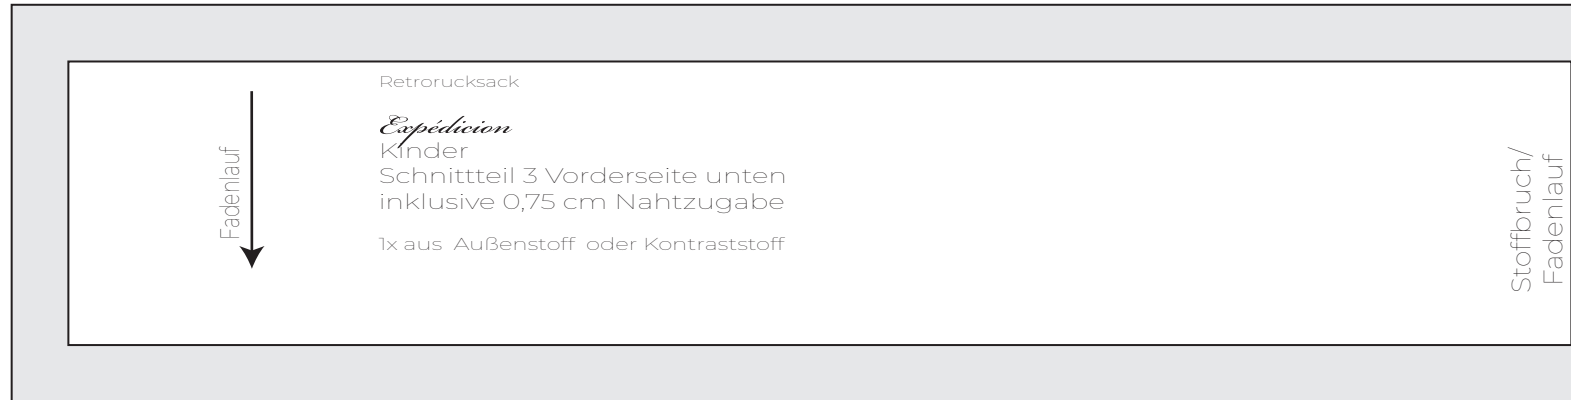 Retrorucksack
Expédicion
Kinder
Schnittteil 3 Vorderseite unten
inklusive 0,75 cm Nahtzugabe
1x aus Außenstoff oder Kontraststoff
Fadenlauf
Stoffbruch/
Fadenlauf